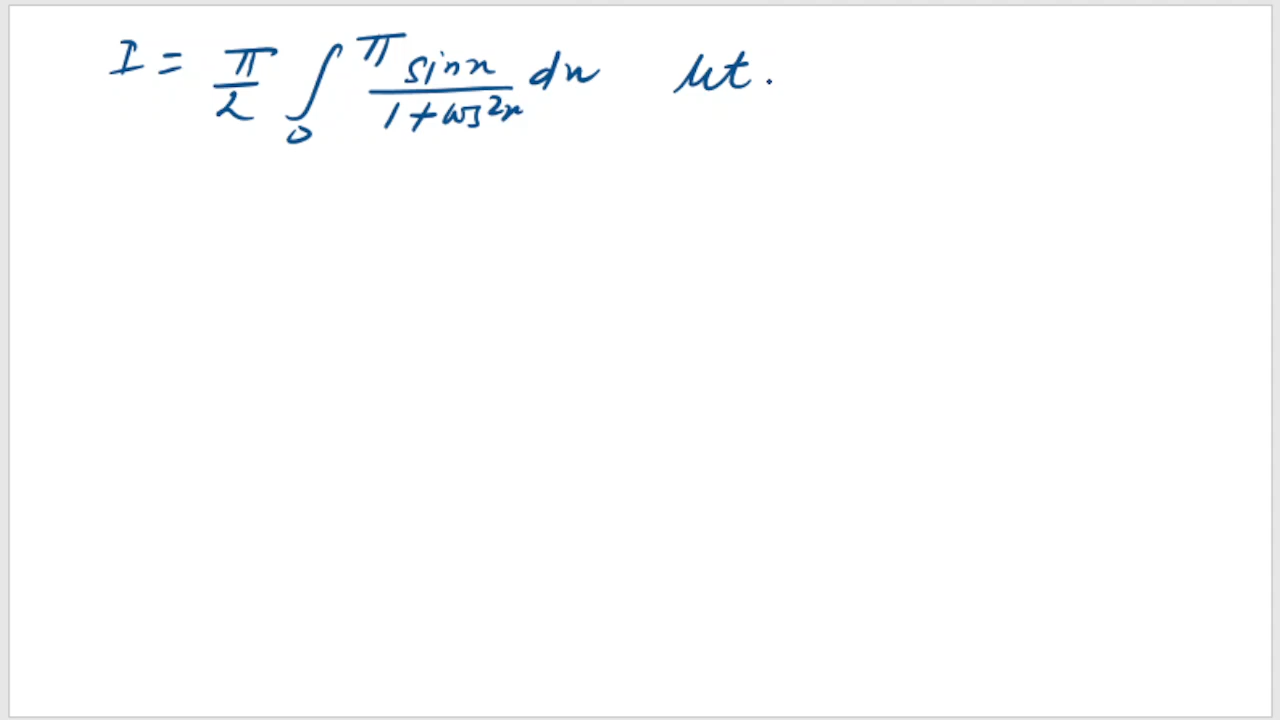 I = π/2 ∫₀^π sinx/(1+cos²x) dx let